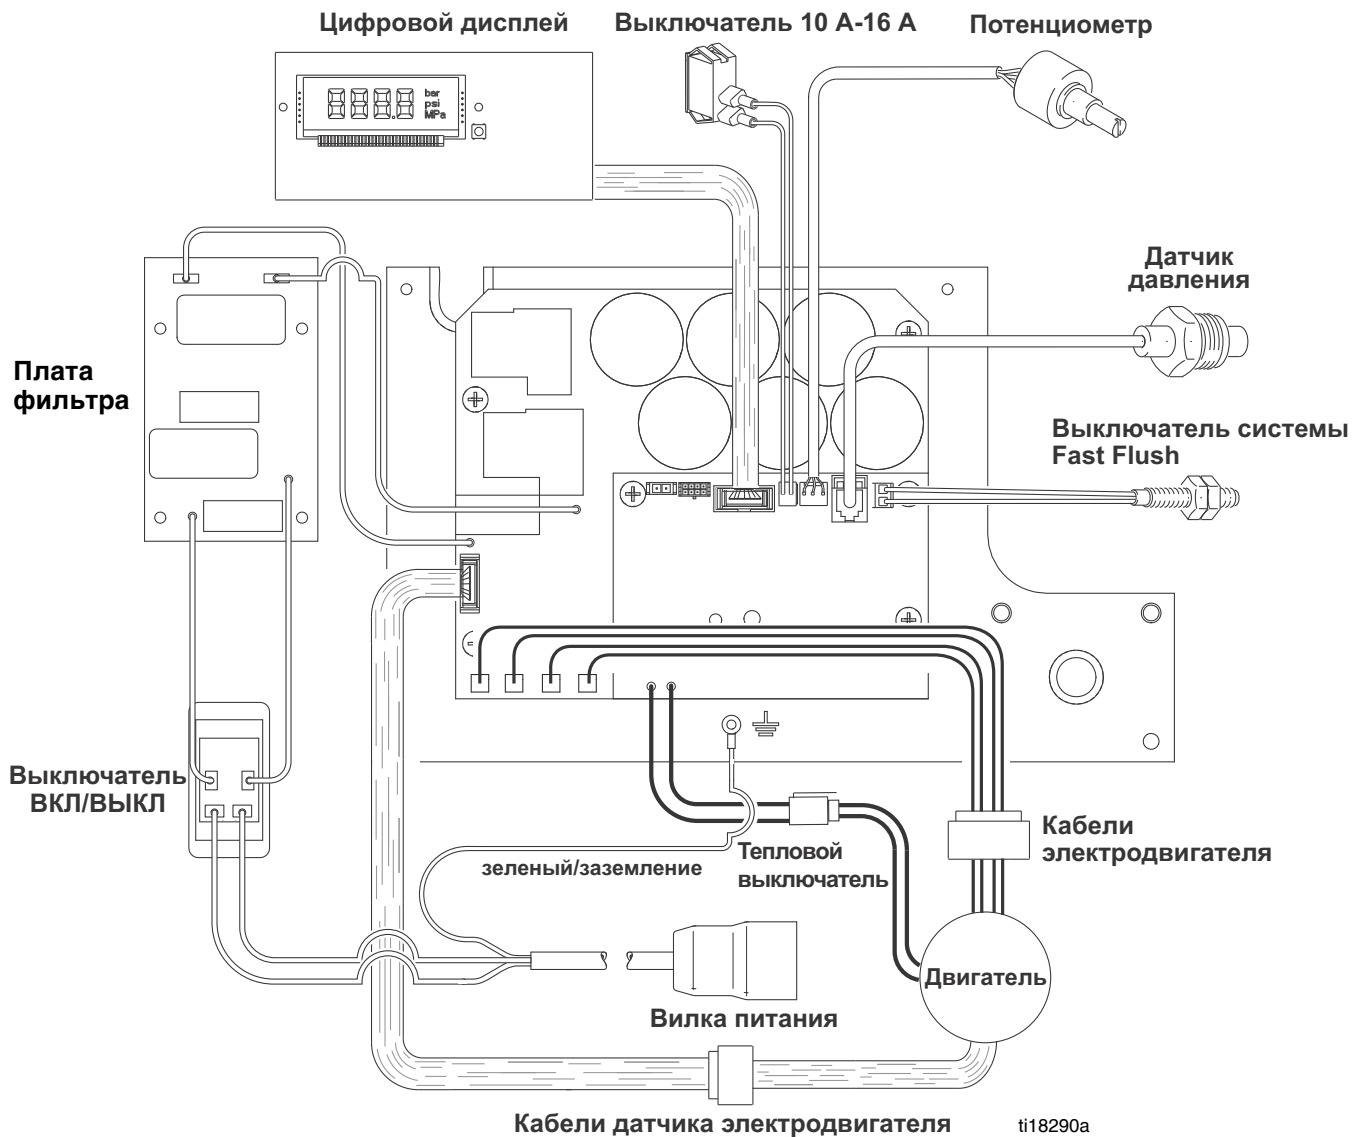 Цифровой дисплей
Выключатель 10 А-16 А
Потенциометр
bar
psi
MPa
Датчик
давления
Плата
фильтра
Выключатель системы
Fast Flush
Выключатель
ВКЛ/ВЫКЛ
зеленый/заземление
Тепловой
выключатель
Кабели
электродвигателя
Двигатель
Вилка питания
Кабели датчика электродвигателя
ti18290a